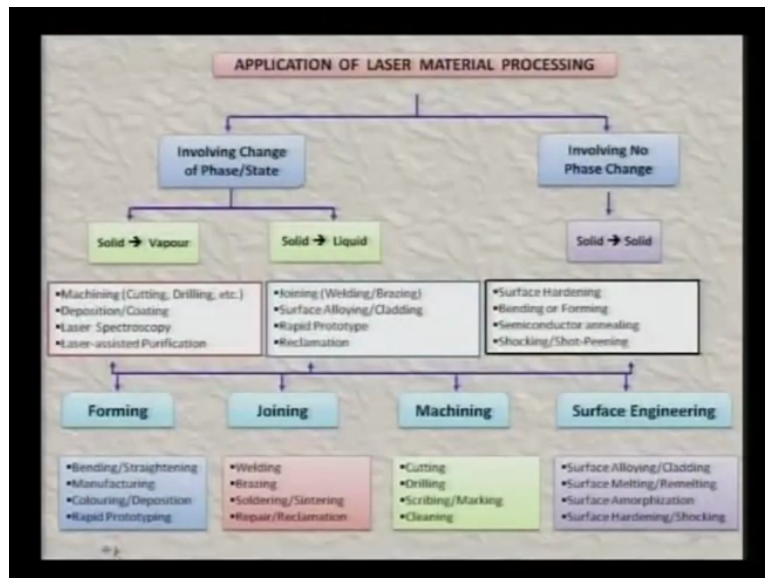 APPLICATION OF LASER MATERIAL PROCESSING
Involving Change
of Phase/State
Involving No
Phase Change
Solid → Vapour
Solid → Liquid
Solid → Solid
▪Machining (Cutting, Drilling, etc.)
▪Deposition/Coating
▪Laser Spectroscopy
▪Laser-assisted Purification
▪Joining (Welding/Brazing)
▪Surface Alloying/Cladding
▪Rapid Prototype
▪Reclamation
▪Surface Hardening
▪Bending or Forming
▪Semiconductor annealing
▪Shocking/Shot-Peening
Forming
Joining
Machining
Surface Engineering
▪Bending/Straightening
▪Manufacturing
▪Colouring/Deposition
▪Rapid Prototyping
▪Welding
▪Brazing
▪Soldering/Sintering
▪Repair/Reclamation
▪Cutting
▪Drilling
▪Scribing/Marking
▪Cleaning
▪Surface Alloying/Cladding
▪Surface Melting/Remelting
▪Surface Amorphization
▪Surface Hardening/Shocking